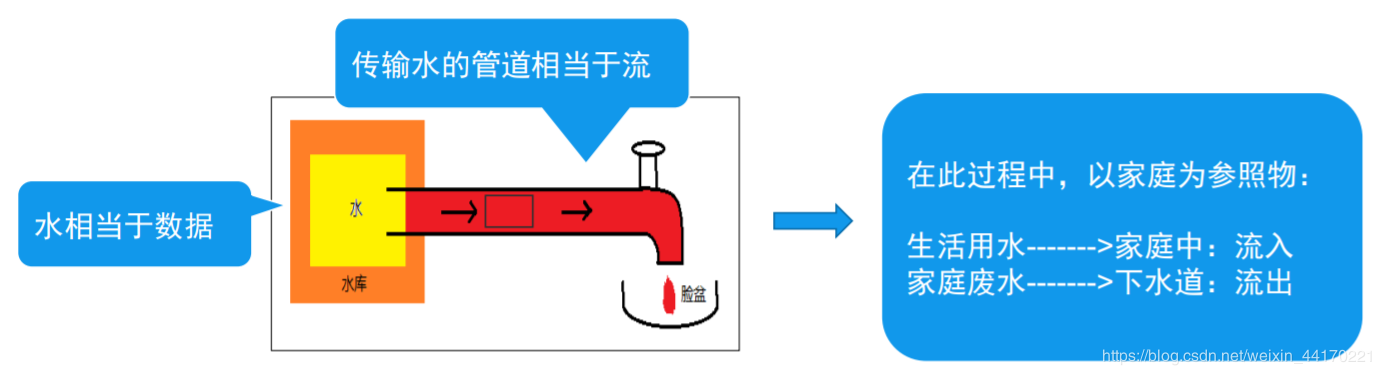 传输水的管道相当于流
水相当于数据
水
水库
脸盆
在此过程中，以家庭为参照物：
生活用水------->家庭中：流入
家庭废水------->下水道：流出
https://blog.csdn.net/weixin_44170221